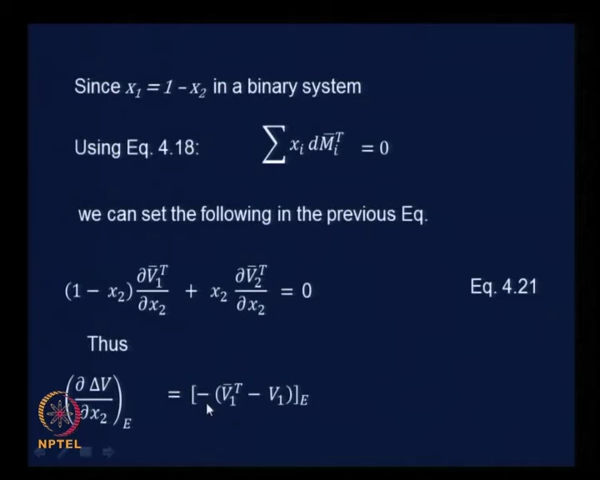 Since x₁ = 1 – x₂ in a binary system
Using Eq. 4.18: ∑ xᵢ dM̄ᵢᵀ = 0
we can set the following in the previous Eq.
(1 − x₂) ∂V̄₁ᵀ/∂x₂ + x₂ ∂V̄₂ᵀ/∂x₂ = 0 Eq. 4.21
Thus
(∂ ΔV/∂x₂)_E = [− (V̄₁ᵀ − V₁)]_E
NPTEL